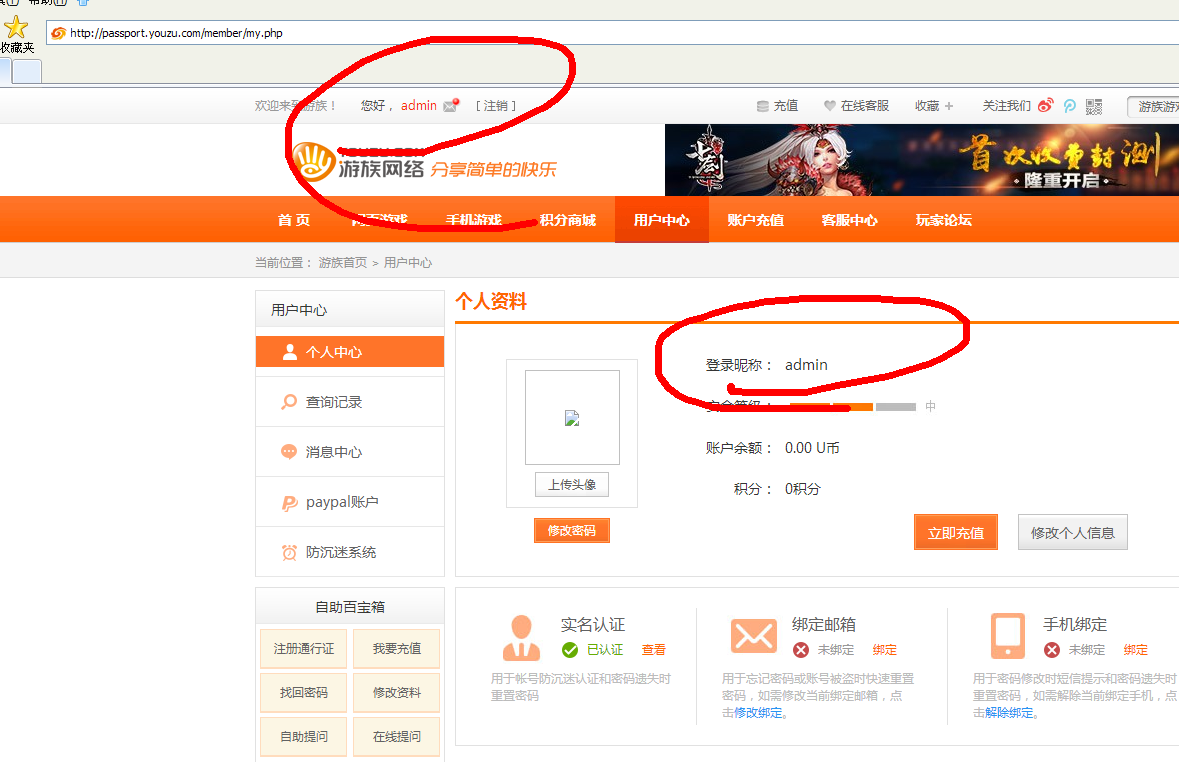 帮助(H)
收藏夹
http://passport.youzu.com/member/my.php
您好， admin [ 注销 ]
充值 在线客服 收藏 + 关注我们
游族网络 分享简单的快乐
首次收费封测
隆重开启
首 页 网页游戏 手机游戏 积分商城 用户中心 账户充值 客服中心 玩家论坛
当前位置： 游族首页 > 用户中心
用户中心
个人中心
查询记录
消息中心
paypal账户
防沉迷系统
自助百宝箱
注册通行证 我要充值
找回密码 修改资料
自助提问 在线提问
个人资料
上传头像
修改密码
登录昵称： admin
安全等级： 中
账户余额： 0.00 U币
积分： 0积分
立即充值 修改个人信息
实名认证
已认证 查看
用于帐号防沉迷认证和密码遗失时
重置密码
绑定邮箱
未绑定 绑定
用于忘记密码或账号被盗时快速重置
密码，如需修改当前绑定邮箱，点
击修改绑定。
手机绑定
未绑定 绑定
用于密码修改时短信提示和密码遗失时
重置密码，如需解除当前绑定手机，点
击解除绑定。